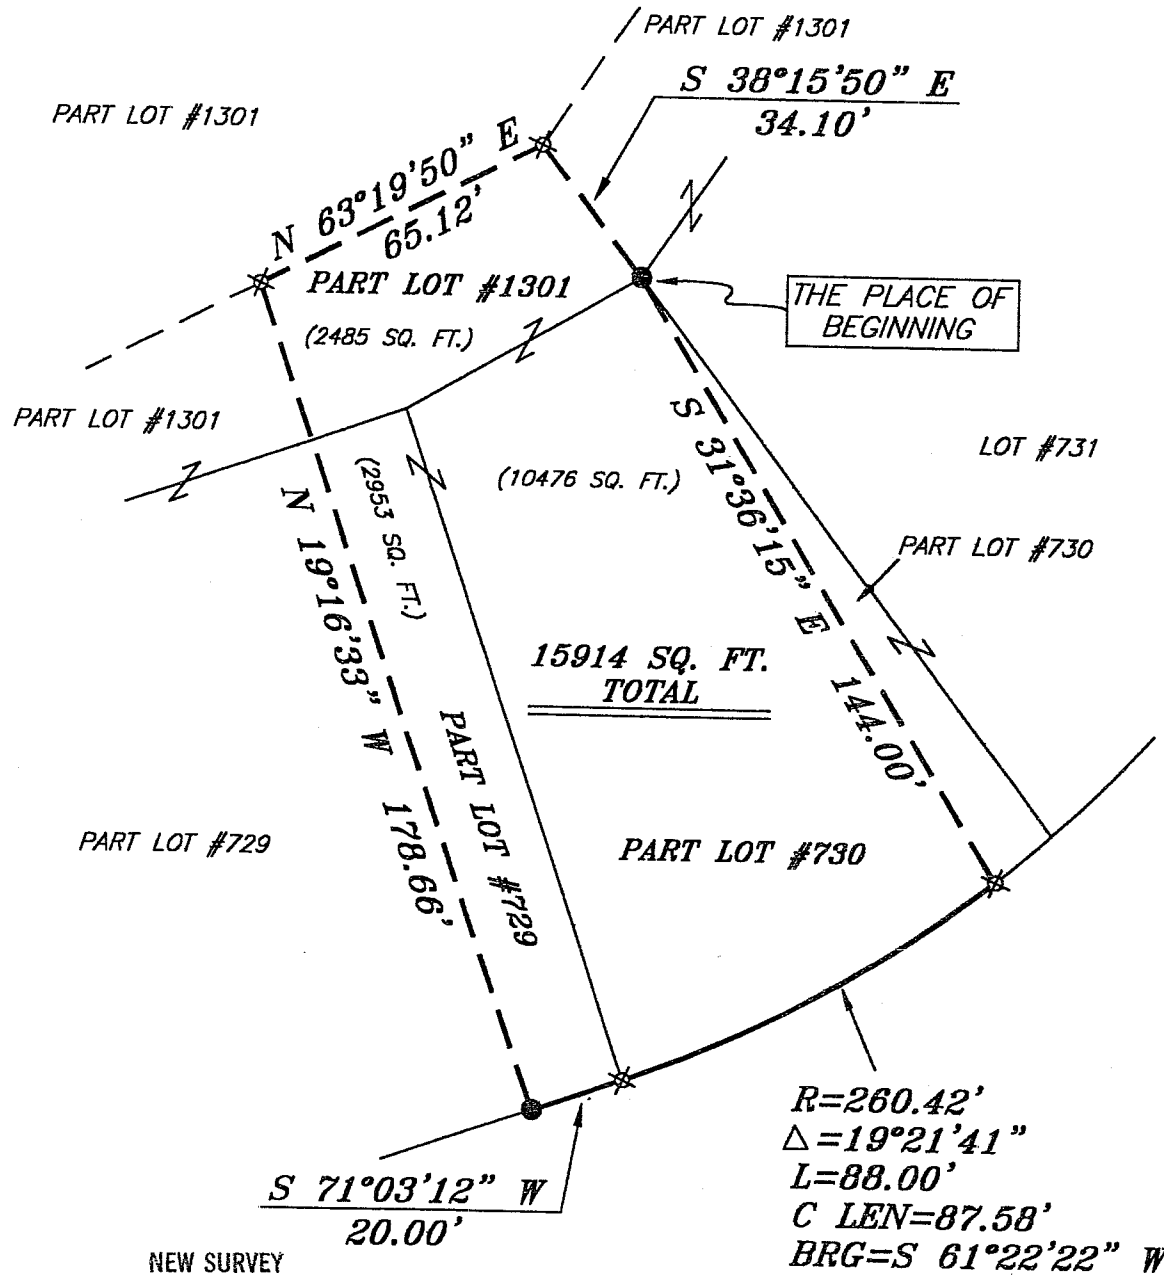 PART LOT #1301
S 38°15'50" E
34.10'
PART LOT #1301
N 63°19'50" E
65.12'
PART LOT #1301
(2485 SQ. FT.)
THE PLACE OF
BEGINNING
PART LOT #1301
LOT #731
(10476 SQ. FT.)
(2953 SQ. FT.)
S 31°36'15" E 144.00'
N 19°16'33" W 178.66'
PART LOT #730
15914 SQ. FT.
TOTAL
PART LOT #729
PART LOT #729
PART LOT #730
R=260.42'
△=19°21'41"
L=88.00'
C LEN=87.58'
BRG=S 61°22'22" W
S 71°03'12" W
20.00'
NEW SURVEY